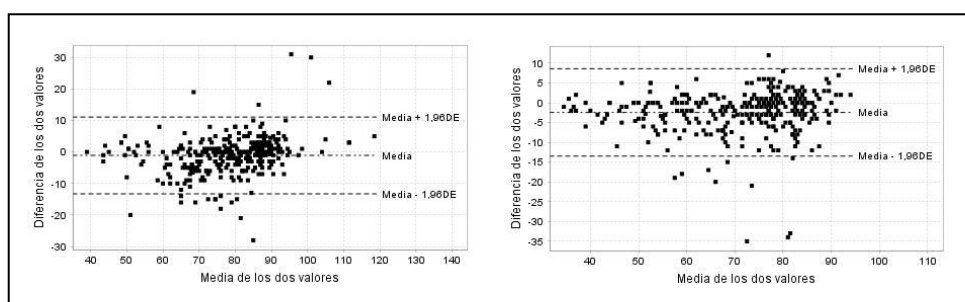 Diferencia de los dos valores
30
20
10
0
-10
-20
-30
Media + 1,96DE
Media
Media - 1,96DE
40 50 60 70 80 90 100 110 120 130 140
Media de los dos valores
Diferencia de los dos valores
10
5
0
-5
-10
-15
-20
-25
-30
-35
Media + 1,96DE
Media
Media - 1,96DE
40 50 60 70 80 90 100 110
Media de los dos valores